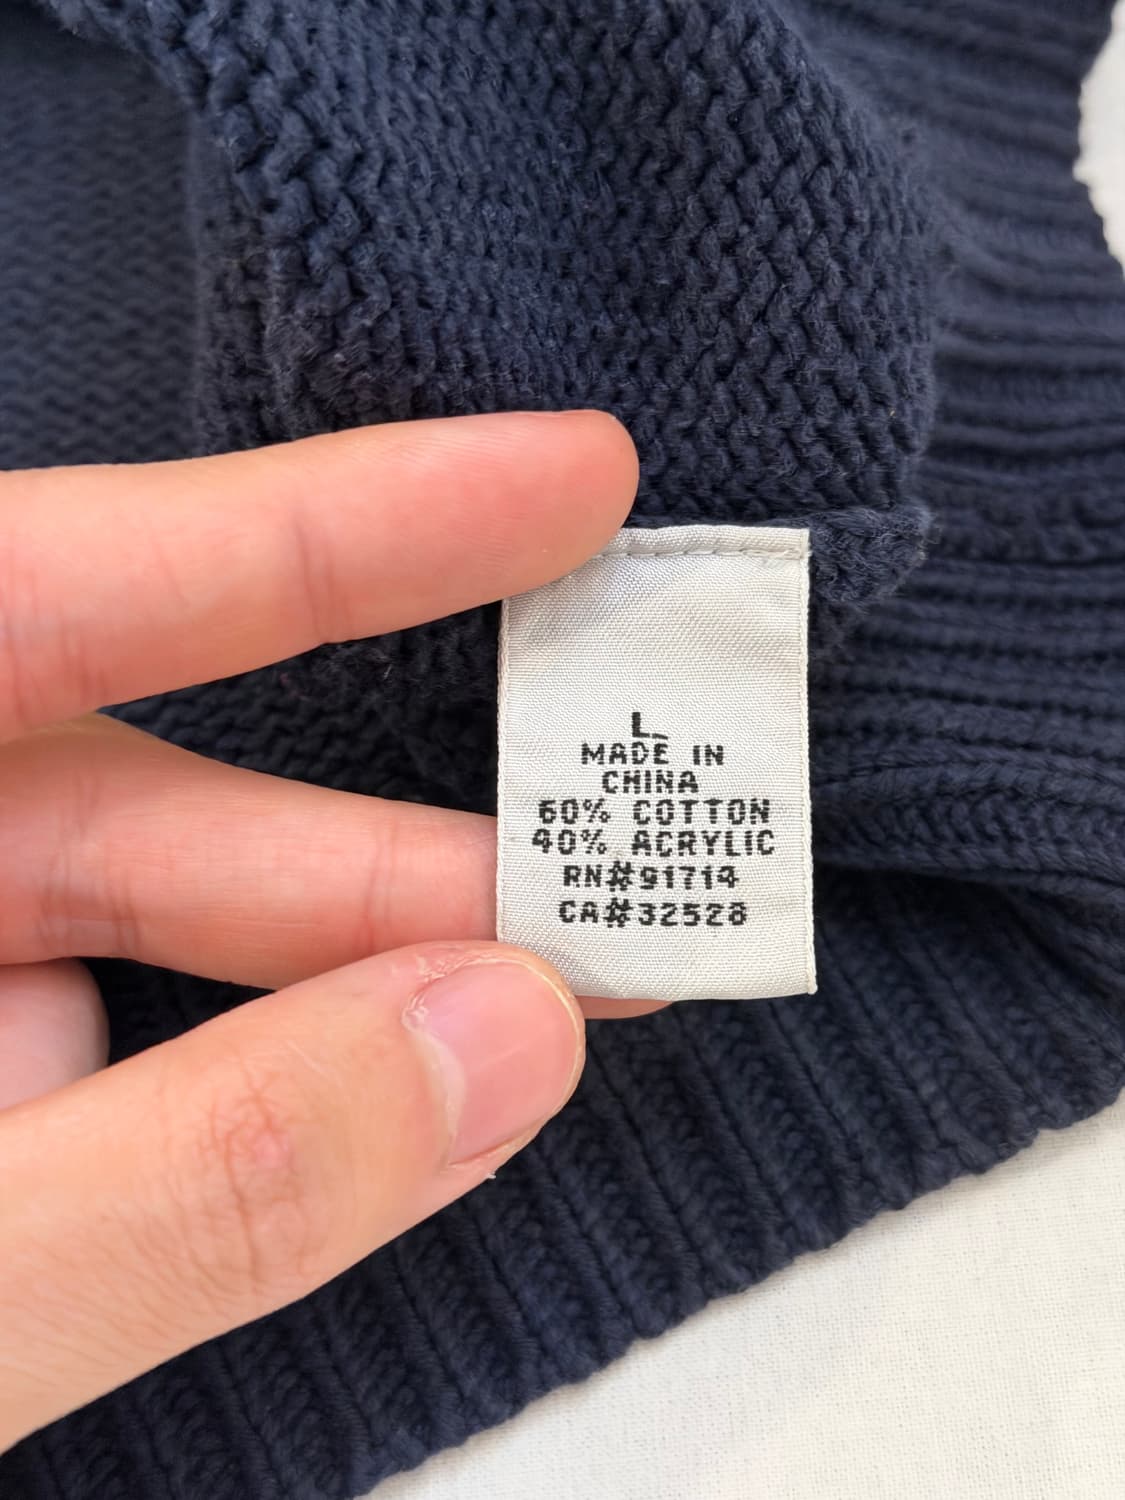 L
MADE IN
CHINA
60% COTTON
40% ACRYLIC
RN#91714
CA#32528